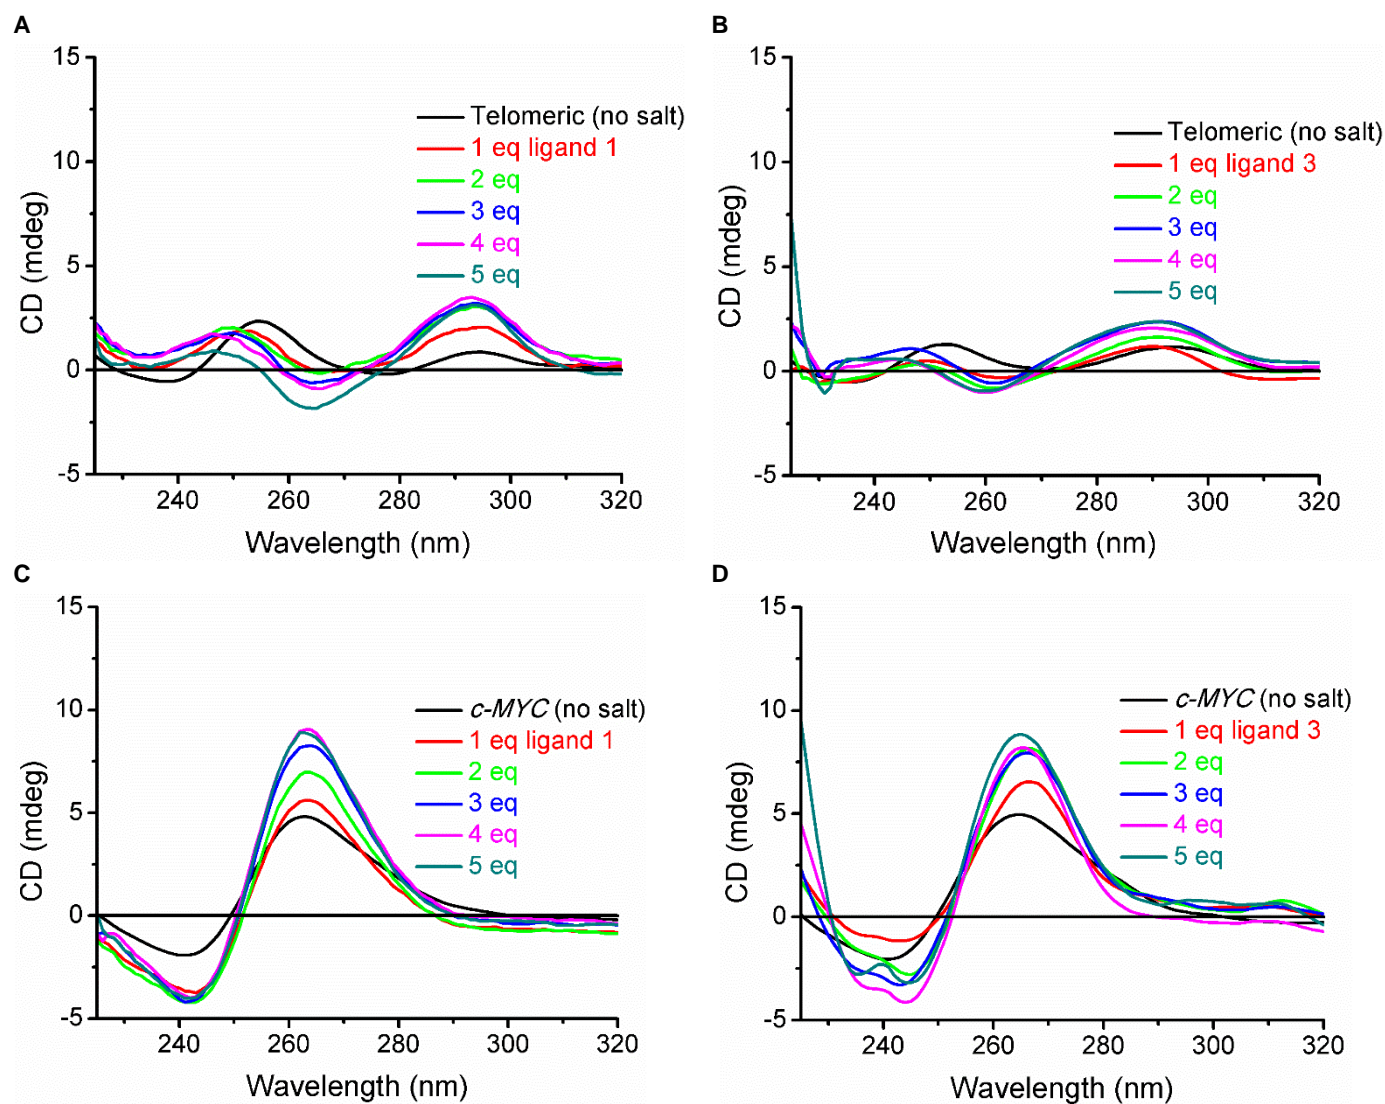 A
15
10
5
0
-5
CD (mdeg)
Telomeric (no salt)
1 eq ligand 1
2 eq
3 eq
4 eq
5 eq
240 260 280 300 320
Wavelength (nm)
B
15
10
5
0
-5
CD (mdeg)
Telomeric (no salt)
1 eq ligand 3
2 eq
3 eq
4 eq
5 eq
240 260 280 300 320
Wavelength (nm)
C
15
10
5
0
-5
CD (mdeg)
c-MYC (no salt)
1 eq ligand 1
2 eq
3 eq
4 eq
5 eq
240 260 280 300 320
Wavelength (nm)
D
15
10
5
0
-5
CD (mdeg)
c-MYC (no salt)
1 eq ligand 3
2 eq
3 eq
4 eq
5 eq
240 260 280 300 320
Wavelength (nm)